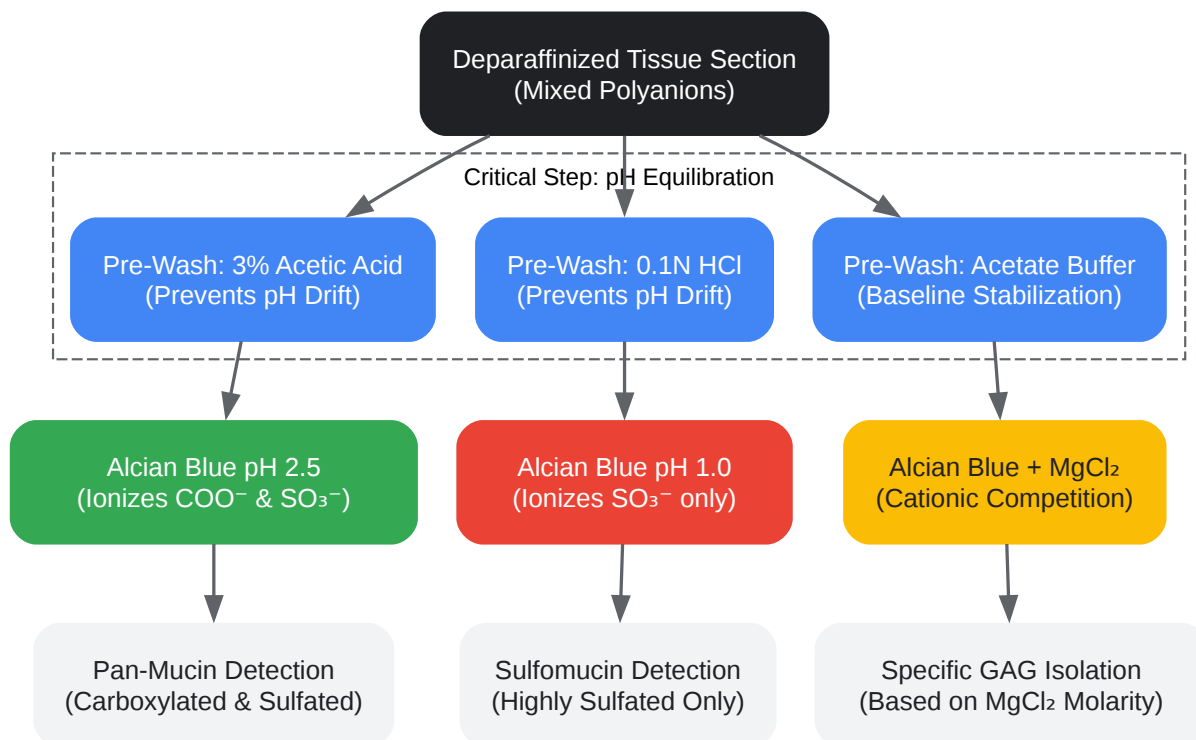 Deparaffinized Tissue Section
(Mixed Polyanions)
Critical Step: pH Equilibration
Pre-Wash: 3% Acetic Acid
(Prevents pH Drift)
Pre-Wash: 0.1N HCl
(Prevents pH Drift)
Pre-Wash: Acetate Buffer
(Baseline Stabilization)
Alcian Blue pH 2.5
(Ionizes COO⁻ & SO₃⁻)
Alcian Blue pH 1.0
(Ionizes SO₃⁻ only)
Alcian Blue + MgCl₂
(Cationic Competition)
Pan-Mucin Detection
(Carboxylated & Sulfated)
Sulfomucin Detection
(Highly Sulfated Only)
Specific GAG Isolation
(Based on MgCl₂ Molarity)